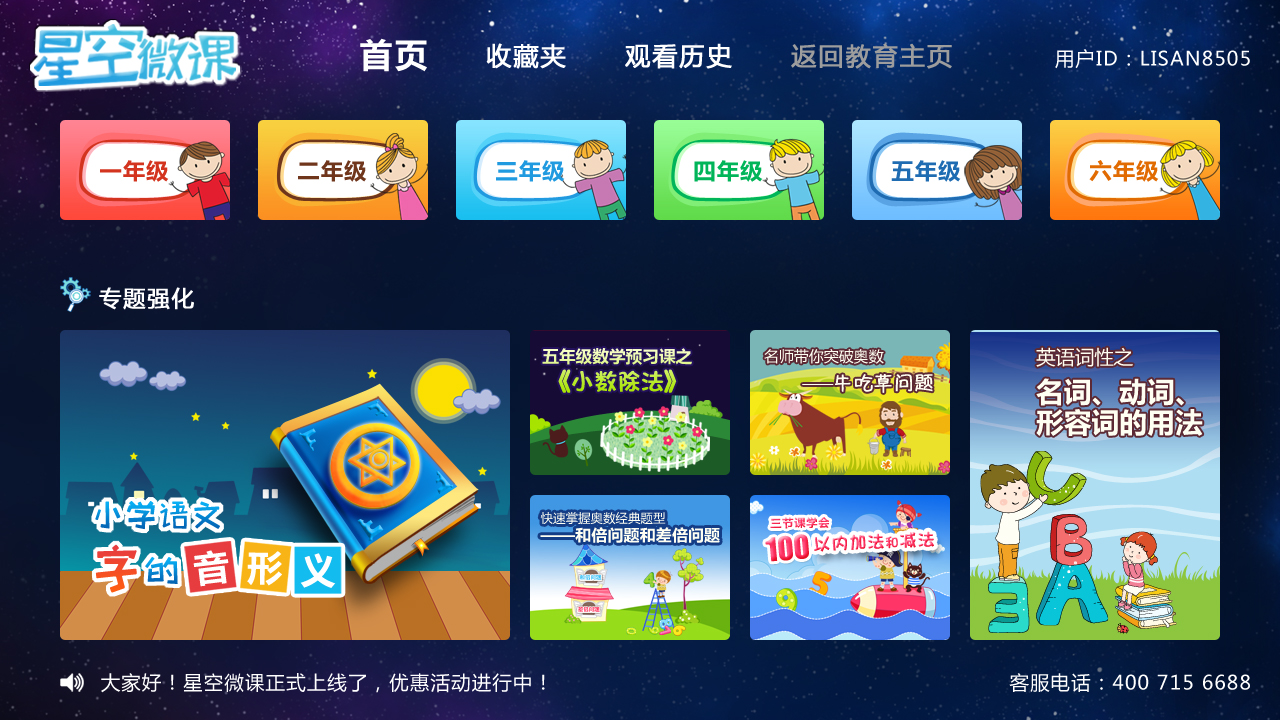 星空微课
首页
收藏夹
观看历史
返回教育主页
用户ID：LISAN8505
一年级
二年级
三年级
四年级
五年级
六年级
专题强化
小学语文
字的音形义
五年级数学预习课之
《小数除法》
名师带你突破奥数
——牛吃草问题
快速掌握奥数经典题型
——和倍问题和差倍问题
三节课学会
100以内加法和减法
英语词性之
名词、动词、
形容词的用法
大家好！星空微课正式上线了，优惠活动进行中！
客服电话：400 715 6688